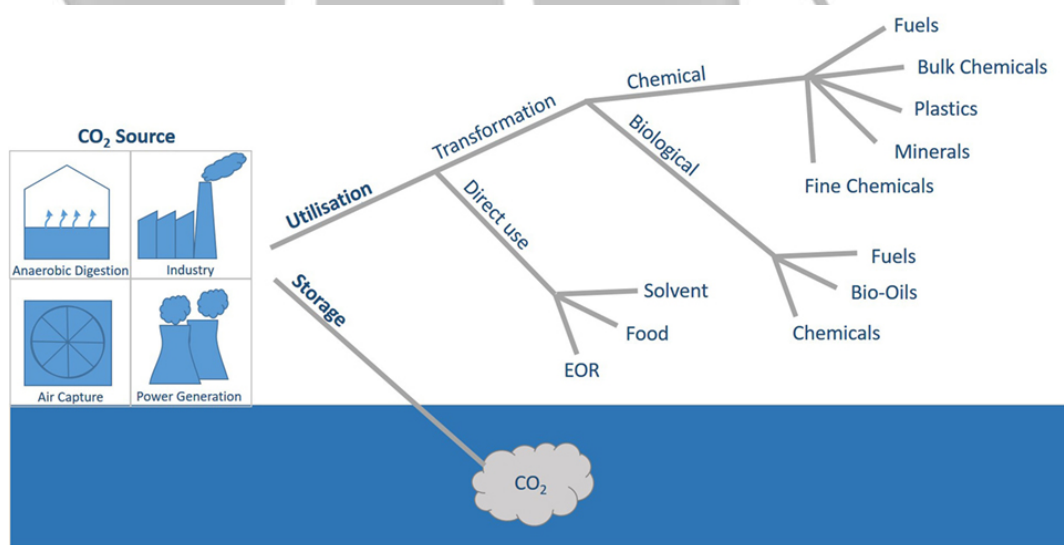 CO₂ Source
Anaerobic Digestion
Industry
Air Capture
Power Generation
Utilisation
Storage
Transformation
Direct use
Chemical
Biological
Fuels
Bulk Chemicals
Plastics
Minerals
Fine Chemicals
Fuels
Bio-Oils
Chemicals
Solvent
Food
EOR
CO₂